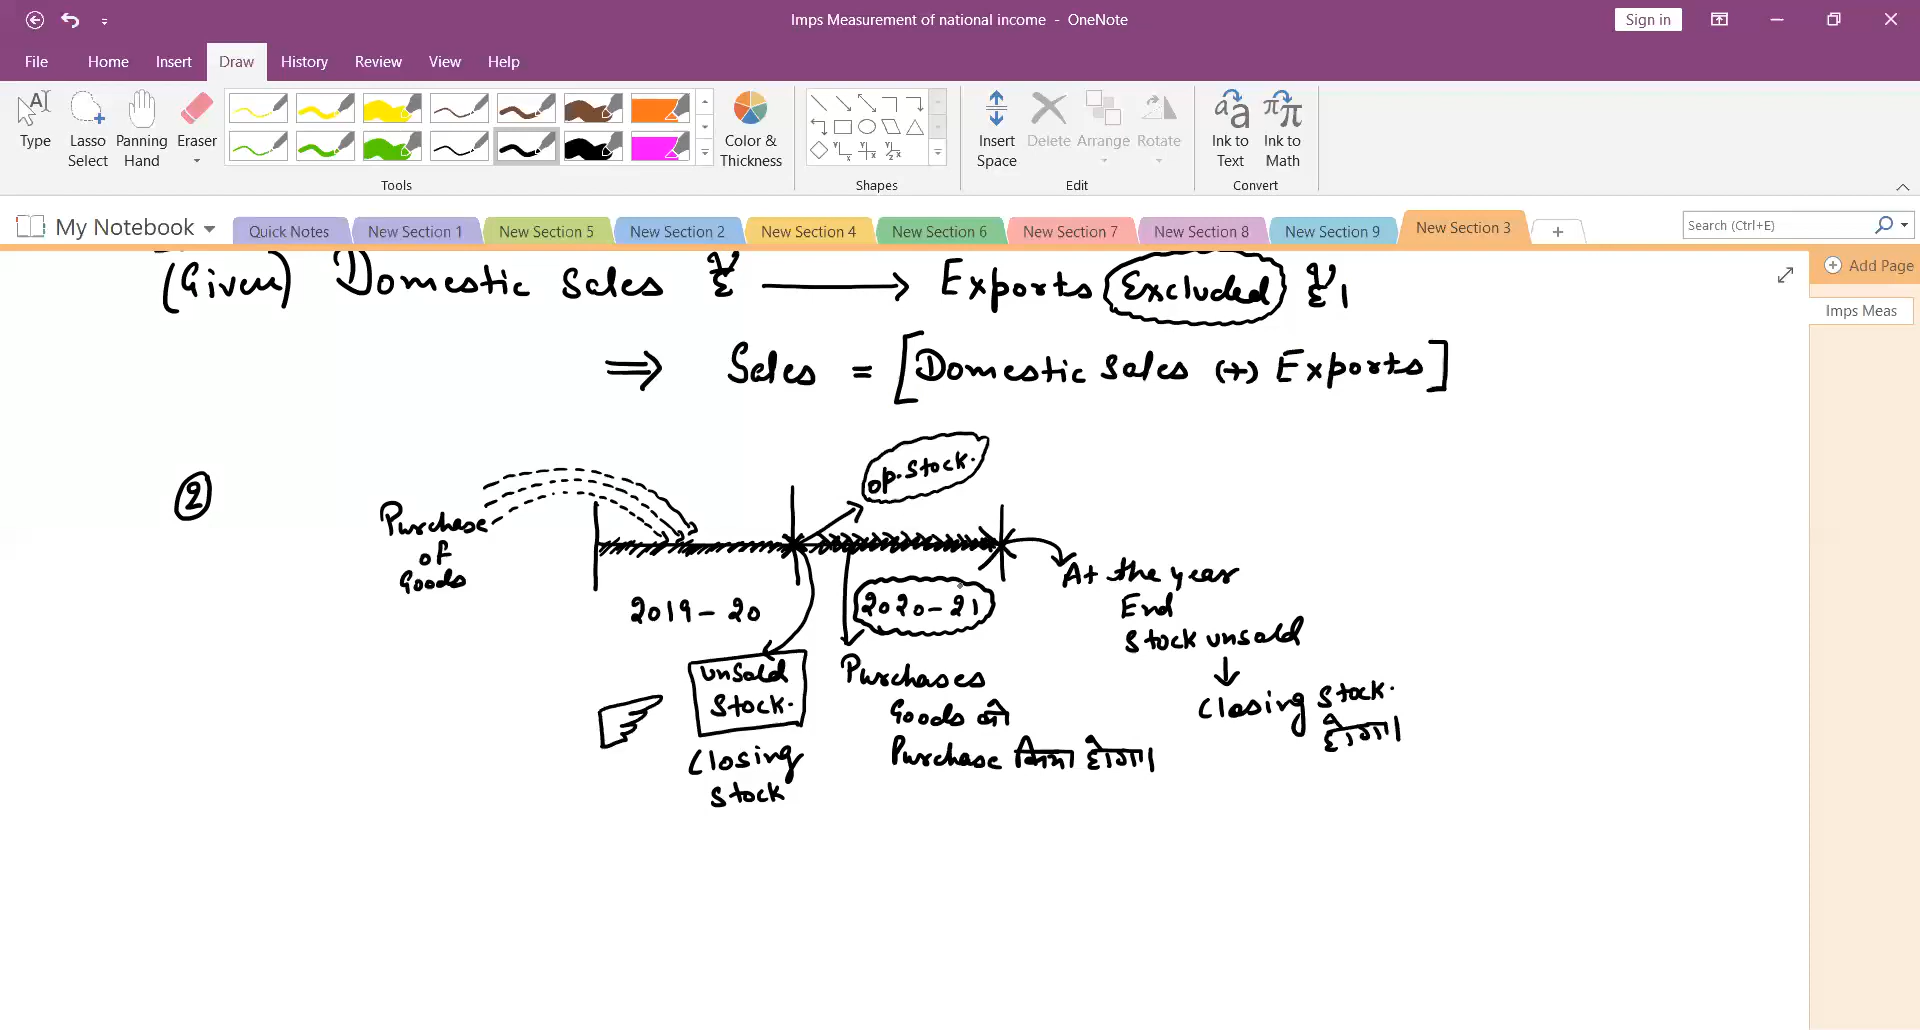 Imps Measurement of national income - OneNote
Sign in
File Home Insert Draw History Review View Help
Type
Lasso Select
Panning Hand
Eraser
Color & Thickness
Insert Space
Delete
Arrange
Rotate
Ink to Text
Ink to Math
Tools
Shapes
Edit
Convert
My Notebook
Quick Notes
New Section 1
New Section 5
New Section 2
New Section 4
New Section 6
New Section 7
New Section 8
New Section 9
New Section 3
Search (Ctrl+E)
Add Page
Imps Meas
(Given) Domestic Sales है → Exports Excluded है।
⇒ Sales = [Domestic Sales (+) Exports]
②
op. stock.
Purchase
of
Goods
2019-20
2020-21
At the year
End
Stock unsold
↓
Closing Stock.
होगा।
Unsold
Stock.
Closing
Stock
Purchases
Goods को
Purchase किया होगा।